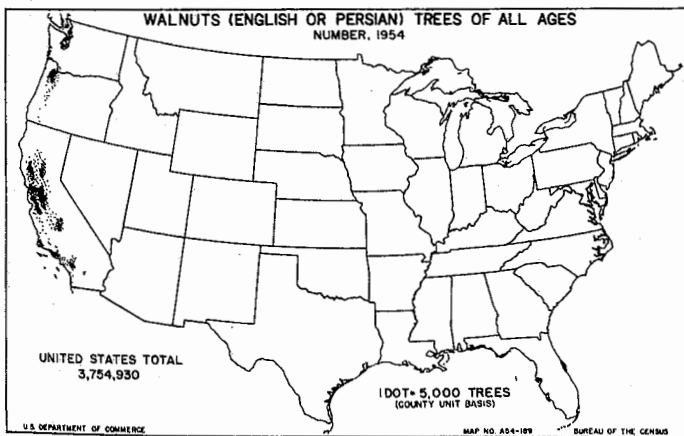 WALNUTS (ENGLISH OR PERSIAN) TREES OF ALL AGES
NUMBER, 1954
UNITED STATES TOTAL
3,754,930
1 DOT= 5,000 TREES
(COUNTY UNIT BASIS)
U.S. DEPARTMENT OF COMMERCE
MAP NO. A54-189
BUREAU OF THE CENSUS